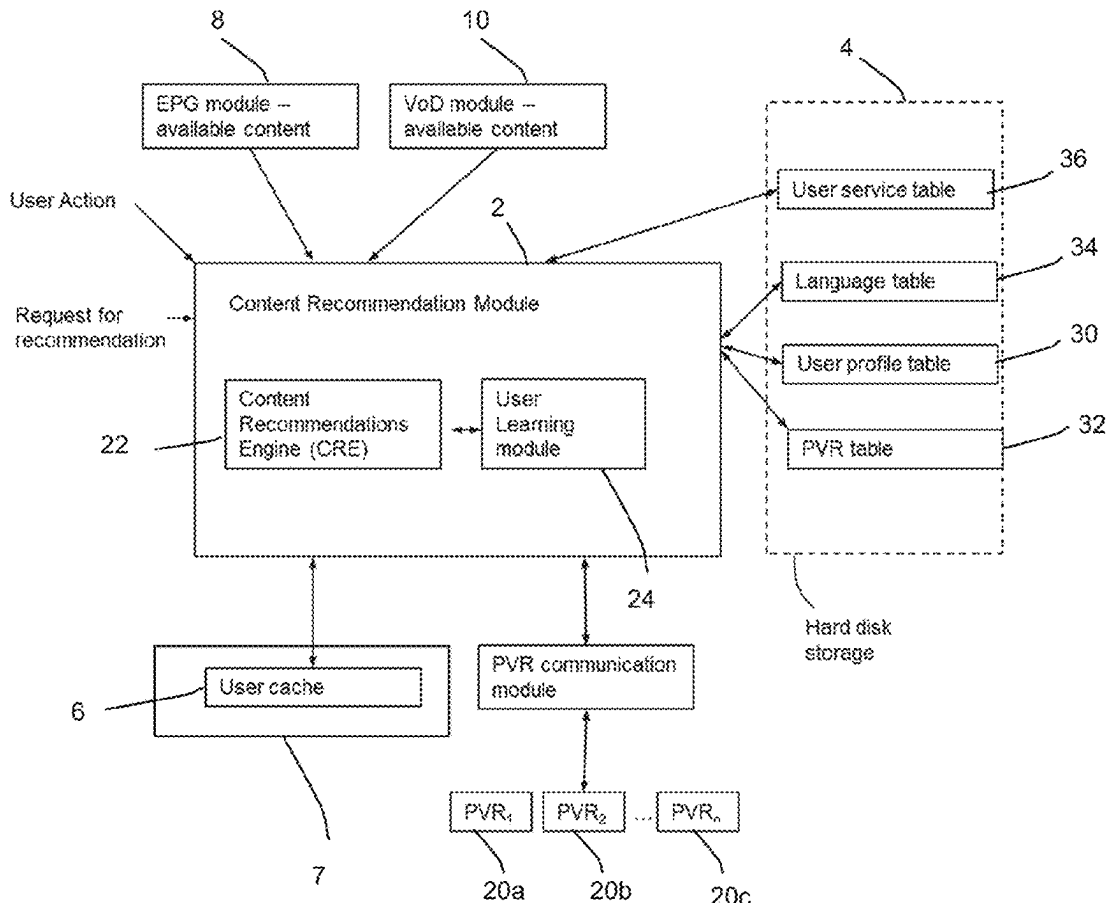 8
10
4
EPG module –
available content
VoD module –
available content
36
User Action
2
User service table
34
Content Recommendation Module
Language table
Request for
recommendation
30
User profile table
22
Content
Recommendations
Engine (CRE)
User
Learning
module
32
PVR table
24
Hard disk
storage
6
User cache
PVR communication
module
7
PVR1
PVR2
...
PVRn
20a
20b
20c